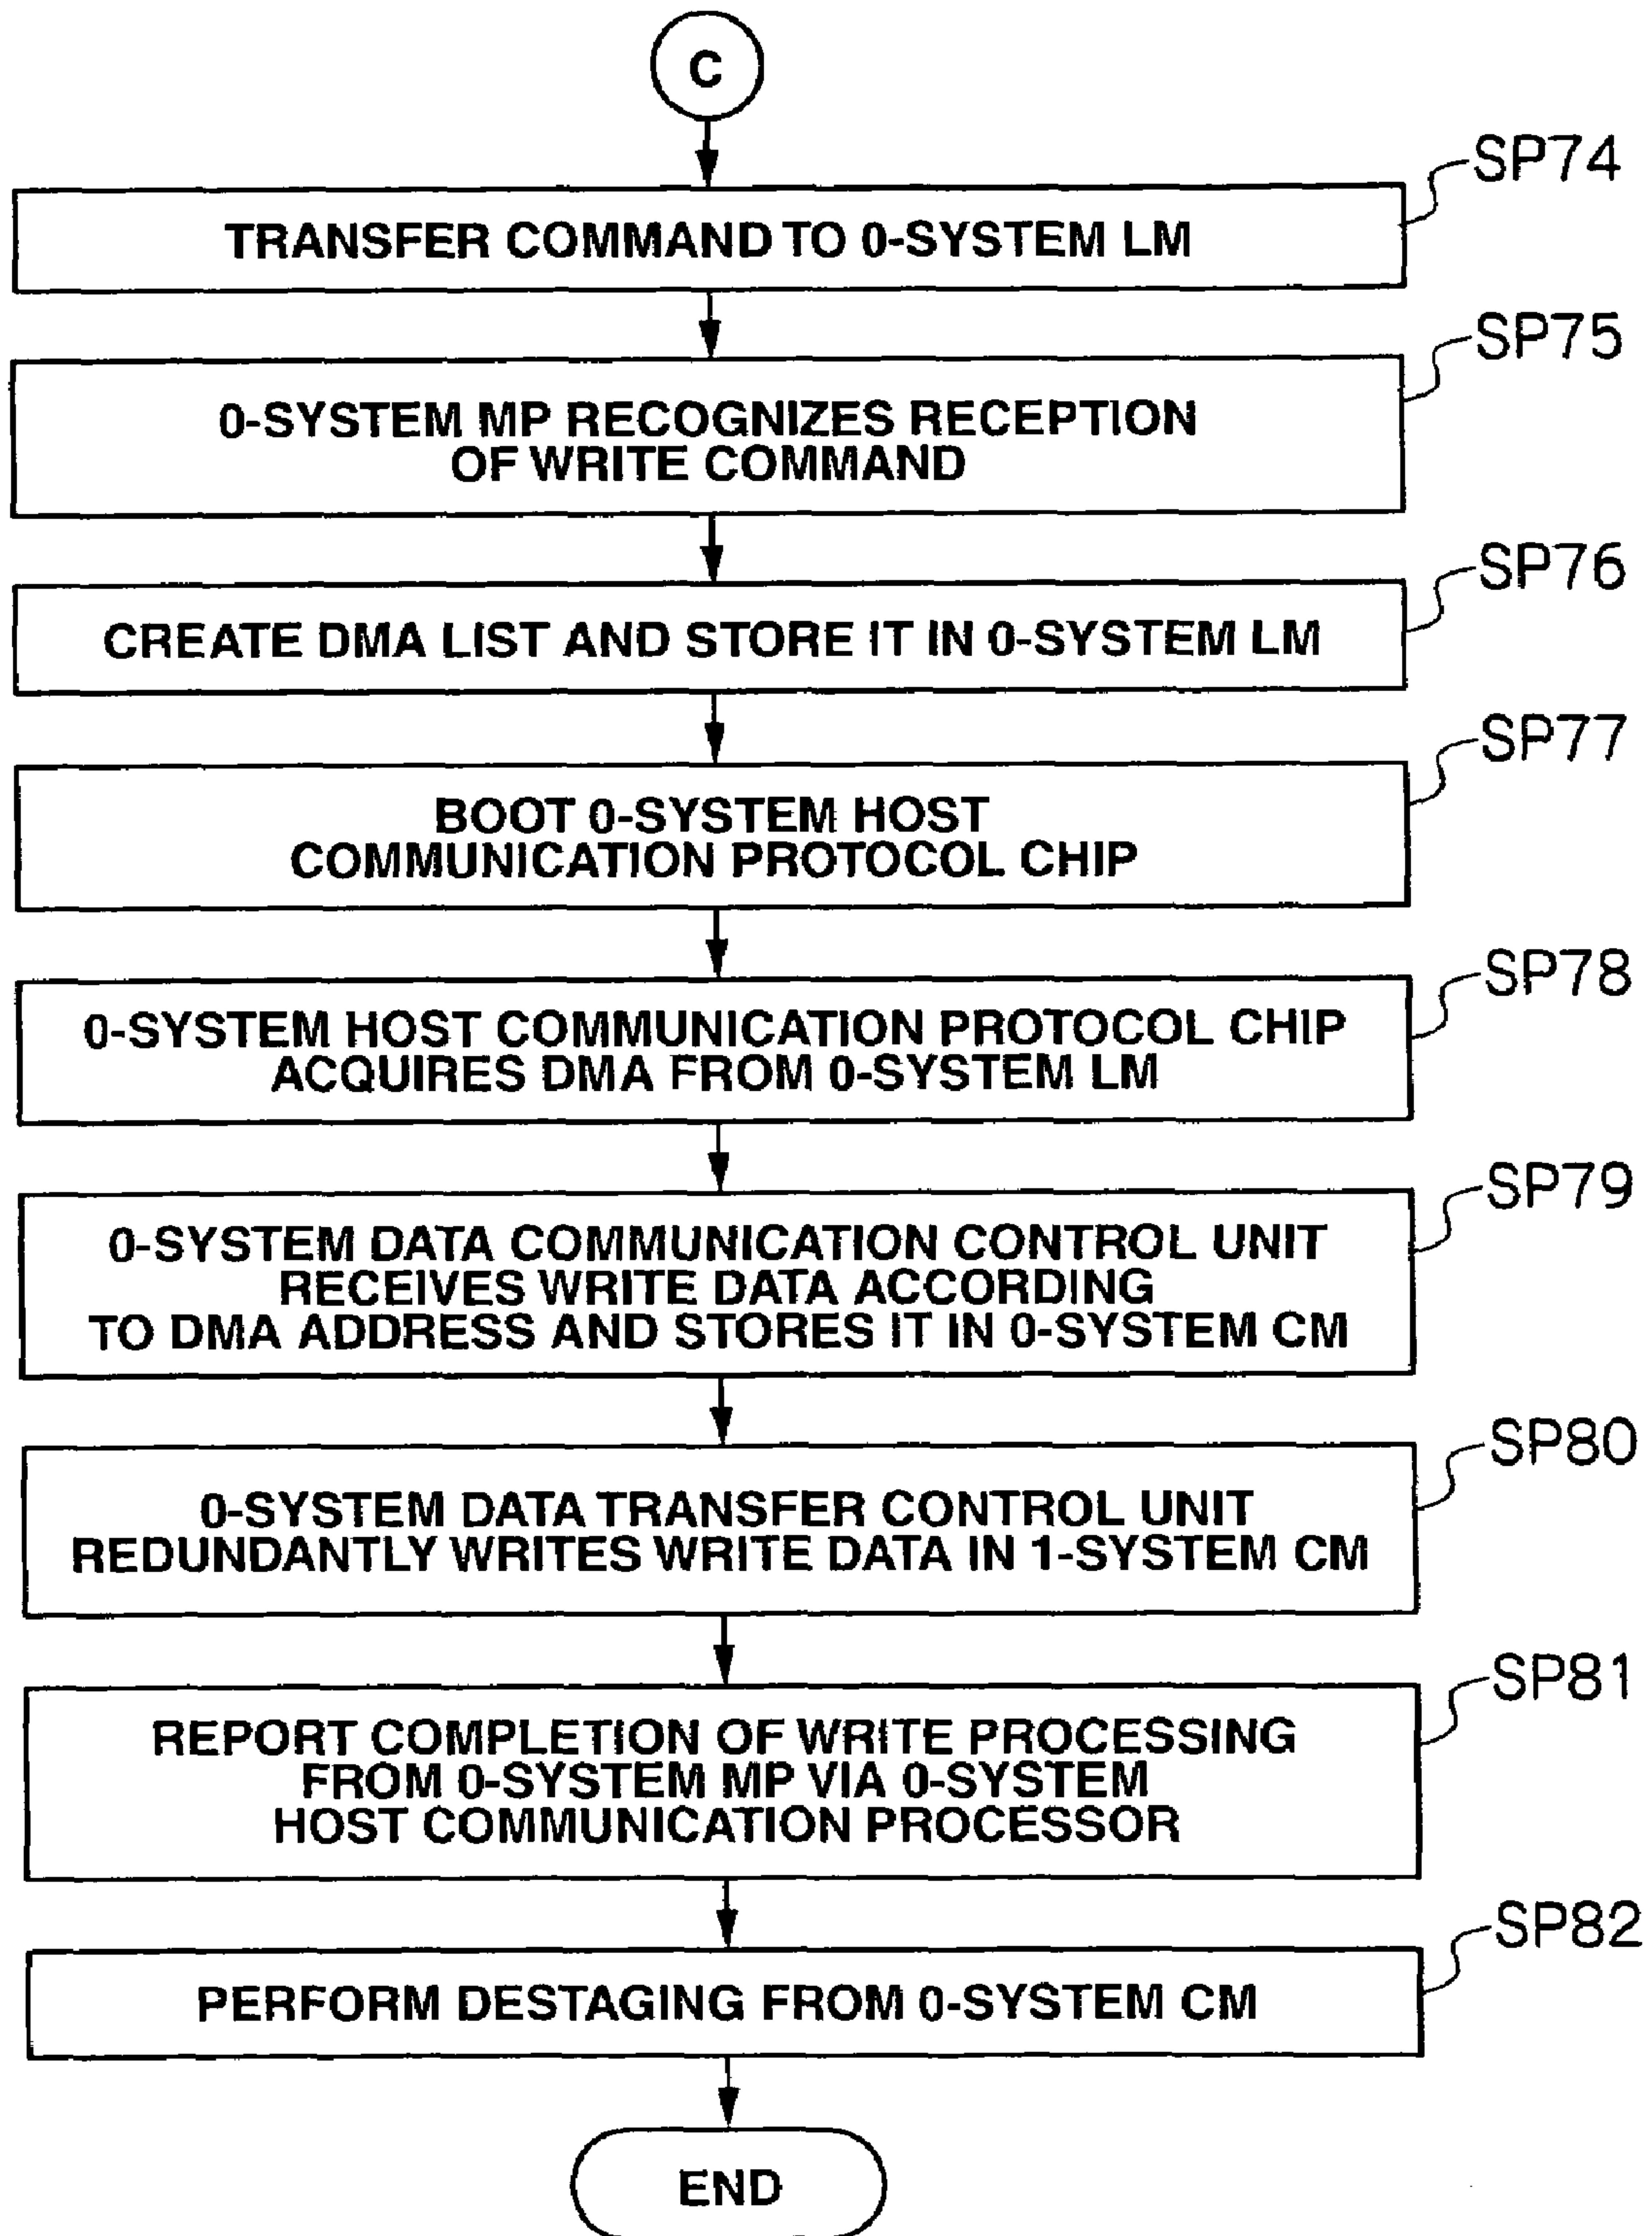 C
SP74
TRANSFER COMMAND TO 0-SYSTEM LM
SP75
0-SYSTEM MP RECOGNIZES RECEPTION
OF WRITE COMMAND
SP76
CREATE DMA LIST AND STORE IT IN 0-SYSTEM LM
SP77
BOOT 0-SYSTEM HOST
COMMUNICATION PROTOCOL CHIP
SP78
0-SYSTEM HOST COMMUNICATION PROTOCOL CHIP
ACQUIRES DMA FROM 0-SYSTEM LM
SP79
0-SYSTEM DATA COMMUNICATION CONTROL UNIT
RECEIVES WRITE DATA ACCORDING
TO DMA ADDRESS AND STORES IT IN 0-SYSTEM CM
SP80
0-SYSTEM DATA TRANSFER CONTROL UNIT
REDUNDANTLY WRITES WRITE DATA IN 1-SYSTEM CM
SP81
REPORT COMPLETION OF WRITE PROCESSING
FROM 0-SYSTEM MP VIA 0-SYSTEM
HOST COMMUNICATION PROCESSOR
SP82
PERFORM DESTAGING FROM 0-SYSTEM CM
END